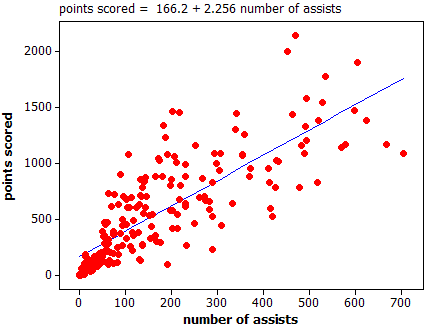 points scored = 166.2 + 2.256 number of assists
2000
1500
1000
500
0
points scored
0 100 200 300 400 500 600 700
number of assists